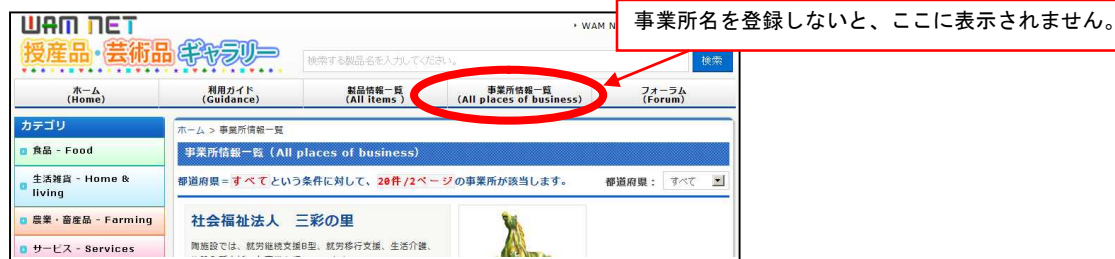 WAM NET
・WAM N
事業所名を登録しないと、ここに表示されません。
授産品・芸術品ギャラリー
検索する製品名を入力してください。
検索
ホーム
(Home)
利用ガイド
(Guidance)
製品情報一覧
(All items )
事業所情報一覧
(All places of business)
フォーラム
(Forum)
カテゴリ
食品 - Food
生活雑貨 - Home &
living
農業・畜産品 - Farming
サービス - Services
ホーム > 事業所情報一覧
事業所情報一覧 (All places of business)
都道府県=すべてという条件に対して、20件/2ページの事業所が該当します。
都道府県： すべて
社会福祉法人 三彩の里
陶施設では、就労継続支援B型、就労移行支援、生活介護、